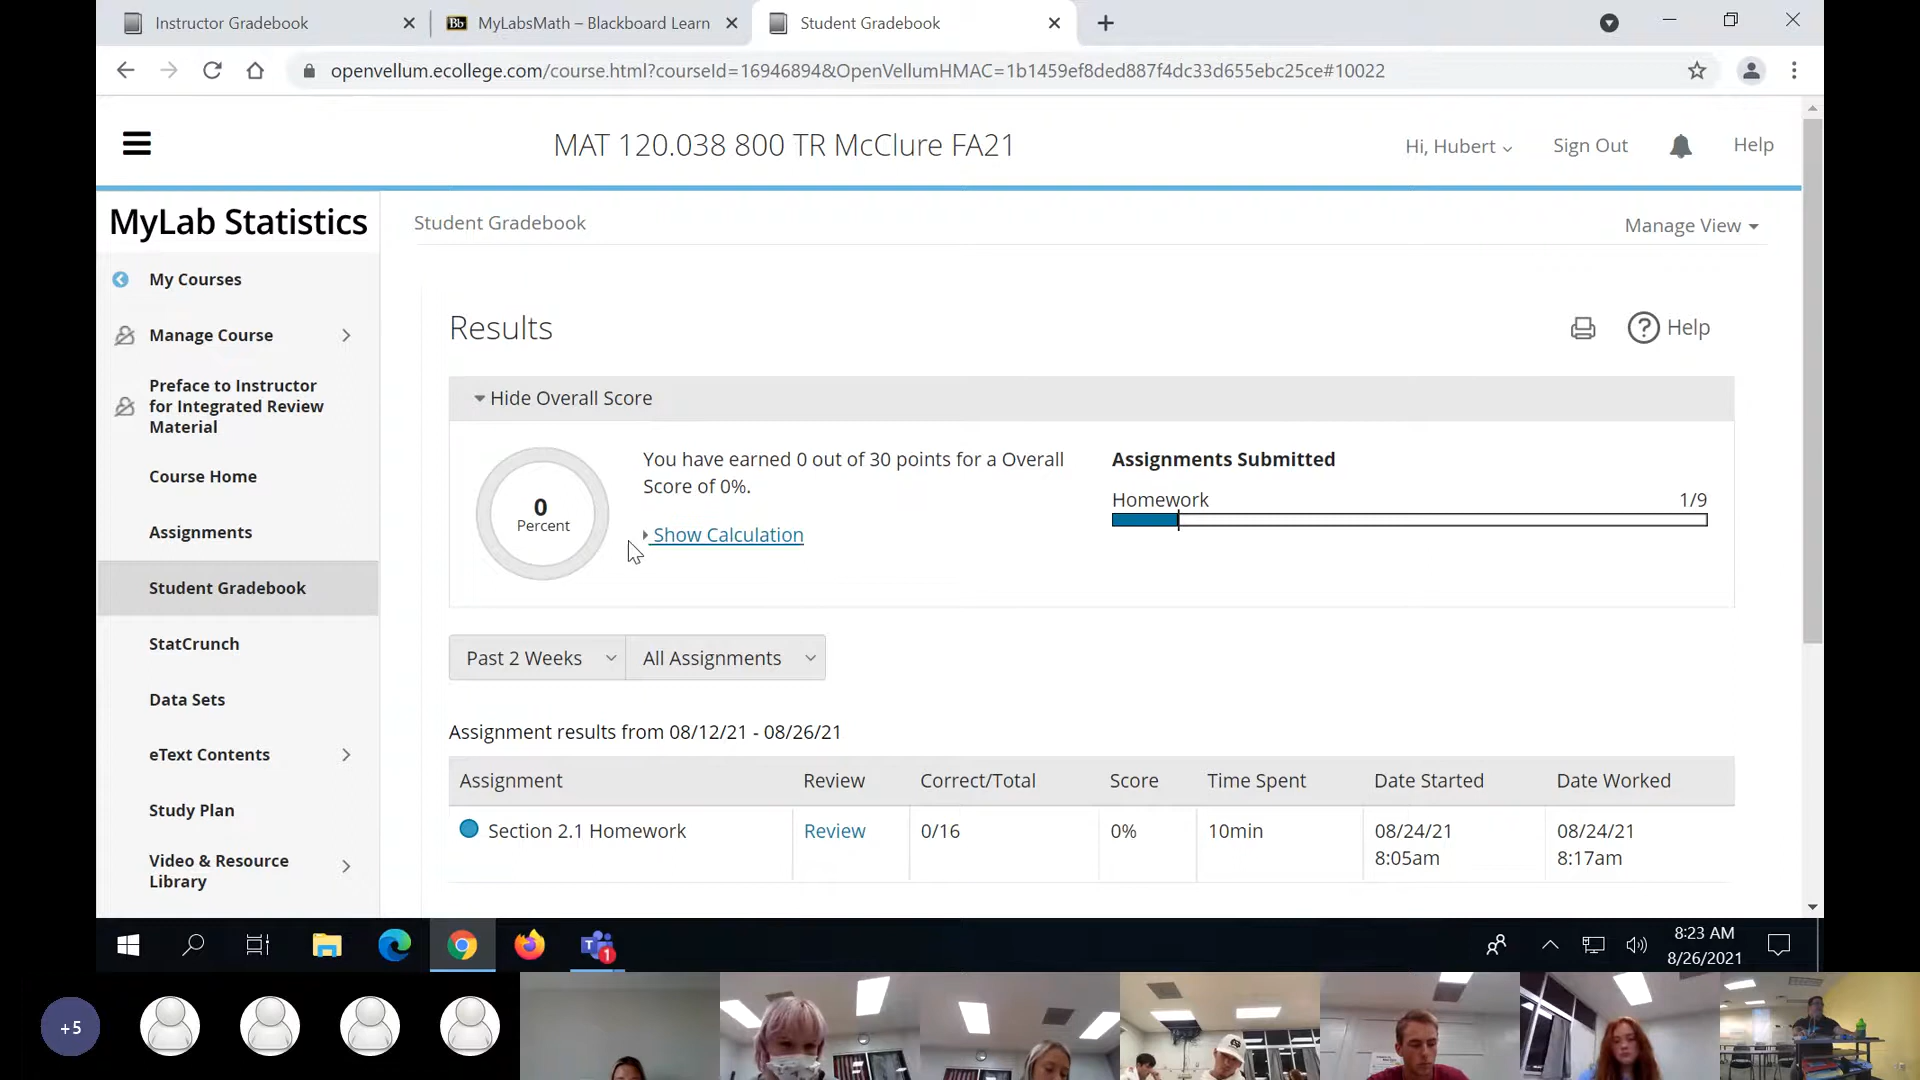 Instructor Gradebook
Bb MyLabsMath – Blackboard Learn
Student Gradebook
openvellum.ecollege.com/course.html?courseId=16946894&OpenVellumHMAC=1b1459ef8ded887f4dc33d655ebc25ce#10022
MAT 120.038 800 TR McClure FA21
Hi, Hubert
Sign Out
Help
MyLab Statistics
My Courses
Manage Course
Preface to Instructor
for Integrated Review
Material
Course Home
Assignments
Student Gradebook
StatCrunch
Data Sets
eText Contents
Study Plan
Video & Resource
Library
Student Gradebook
Manage View
Results
? Help
Hide Overall Score
0
Percent
You have earned 0 out of 30 points for a Overall
Score of 0%.
Show Calculation
Assignments Submitted
Homework 1/9
Past 2 Weeks
All Assignments
Assignment results from 08/12/21 - 08/26/21
Assignment Review Correct/Total Score Time Spent Date Started Date Worked
Section 2.1 Homework Review 0/16 0% 10min 08/24/21 08/24/21
8:05am 8:17am
T 1
8:23 AM
8/26/2021
+5